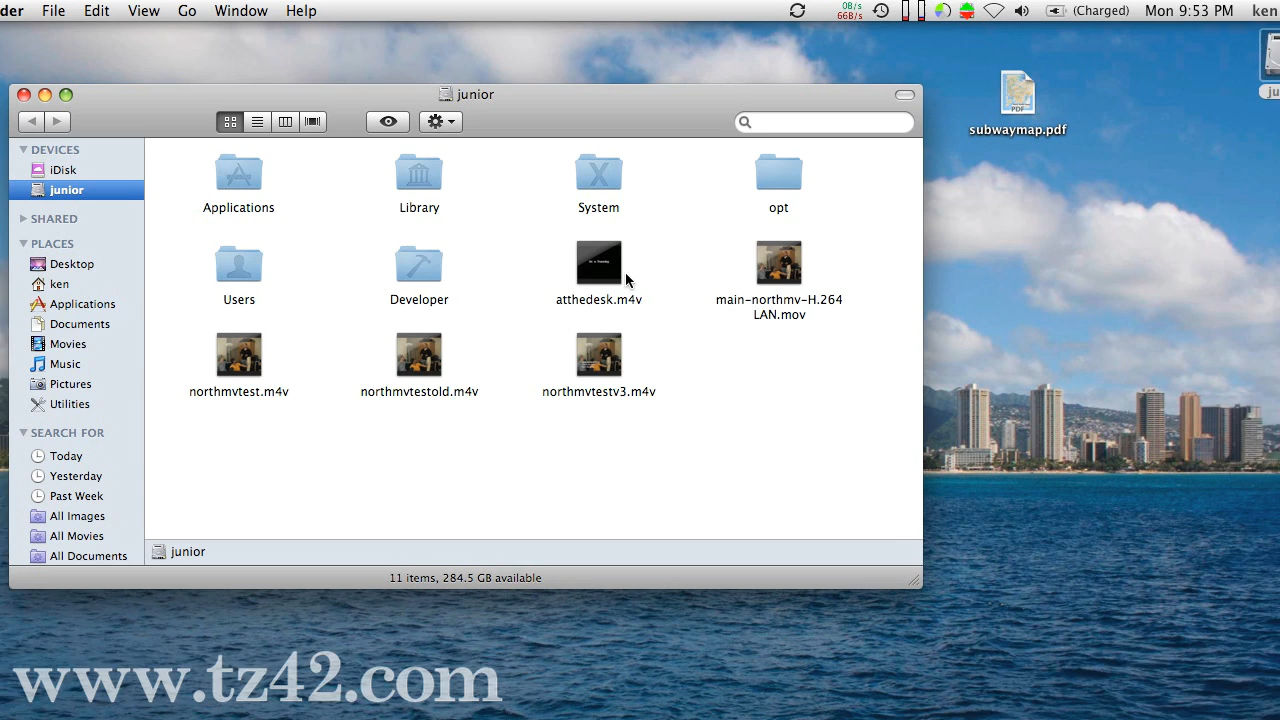 der File Edit View Go Window Help 0B/s 66B/s (Charged) Mon 9:53 PM ken
junior
DEVICES
iDisk
junior
SHARED
PLACES
Desktop
ken
Applications
Documents
Movies
Music
Pictures
Utilities
SEARCH FOR
Today
Yesterday
Past Week
All Images
All Movies
All Documents
Applications Library System opt
Users Developer atthedesk.m4v main-northmv-H.264
LAN.mov
northmvtest.m4v northmvtestold.m4v northmvtestv3.m4v
junior
11 items, 284.5 GB available
PDF
subwaymap.pdf
ju
www.tz42.com